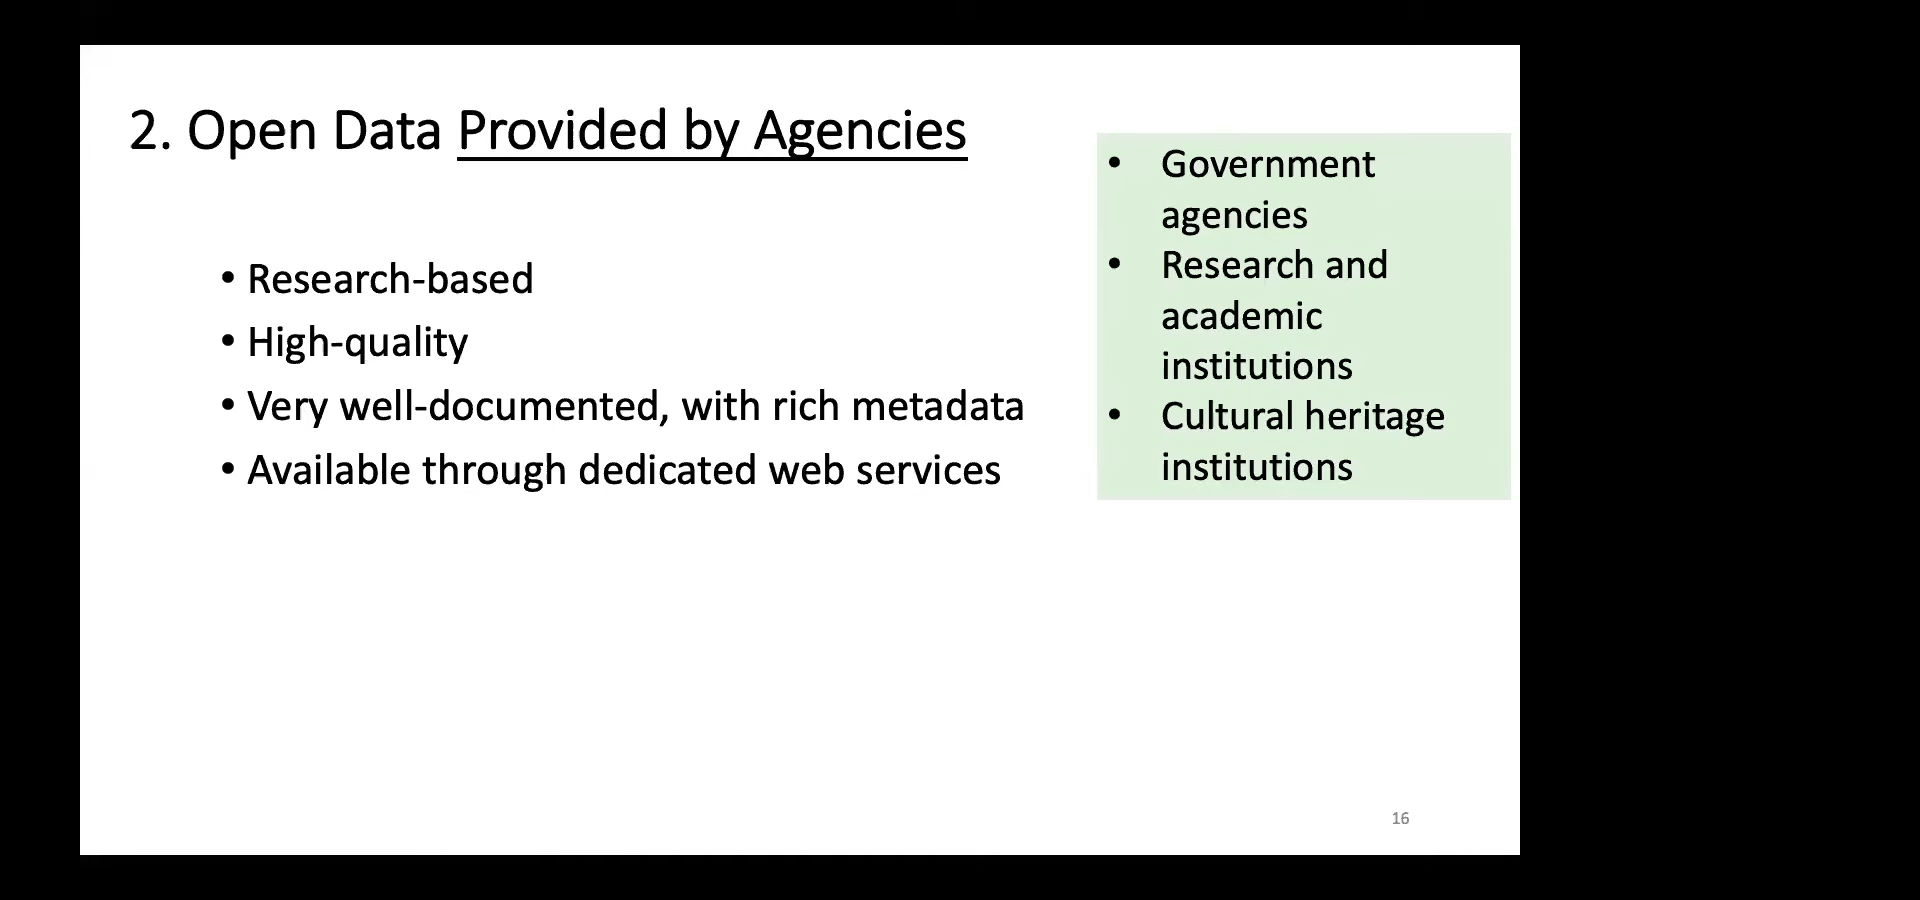 2. Open Data Provided by Agencies
• Research-based
• High-quality
• Very well-documented, with rich metadata
• Available through dedicated web services
• Government
agencies
• Research and
academic
institutions
• Cultural heritage
institutions
16